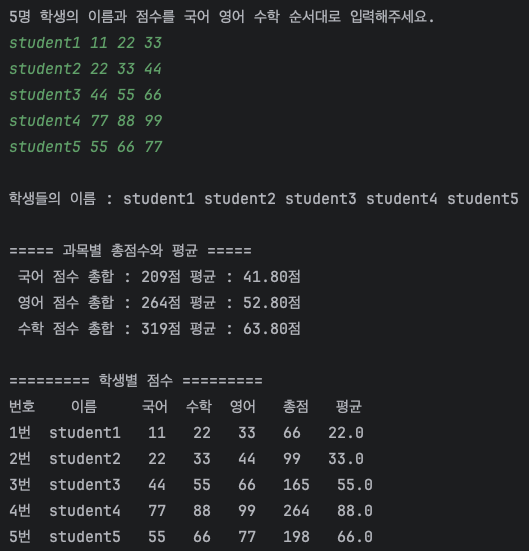 5명 학생의 이름과 점수를 국어 영어 수학 순서대로 입력해주세요.
student1 11 22 33
student2 22 33 44
student3 44 55 66
student4 77 88 99
student5 55 66 77
학생들의 이름 : student1 student2 student3 student4 student5
===== 과목별 총점수와 평균 =====
국어 점수 총합 : 209점 평균 : 41.80점
영어 점수 총합 : 264점 평균 : 52.80점
수학 점수 총합 : 319점 평균 : 63.80점
========= 학생별 점수 =========
번호 이름 국어 수학 영어 총점 평균
1번 student1 11 22 33 66 22.0
2번 student2 22 33 44 99 33.0
3번 student3 44 55 66 165 55.0
4번 student4 77 88 99 264 88.0
5번 student5 55 66 77 198 66.0